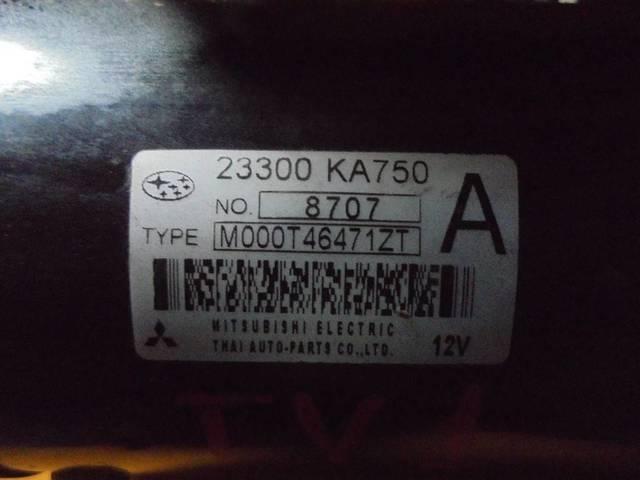 23300 KA750
NO. 8707
TYPE M000T46471ZT
A
MITSUBISHI ELECTRIC
THAI AUTO-PARTS CO.,LTD.
12V